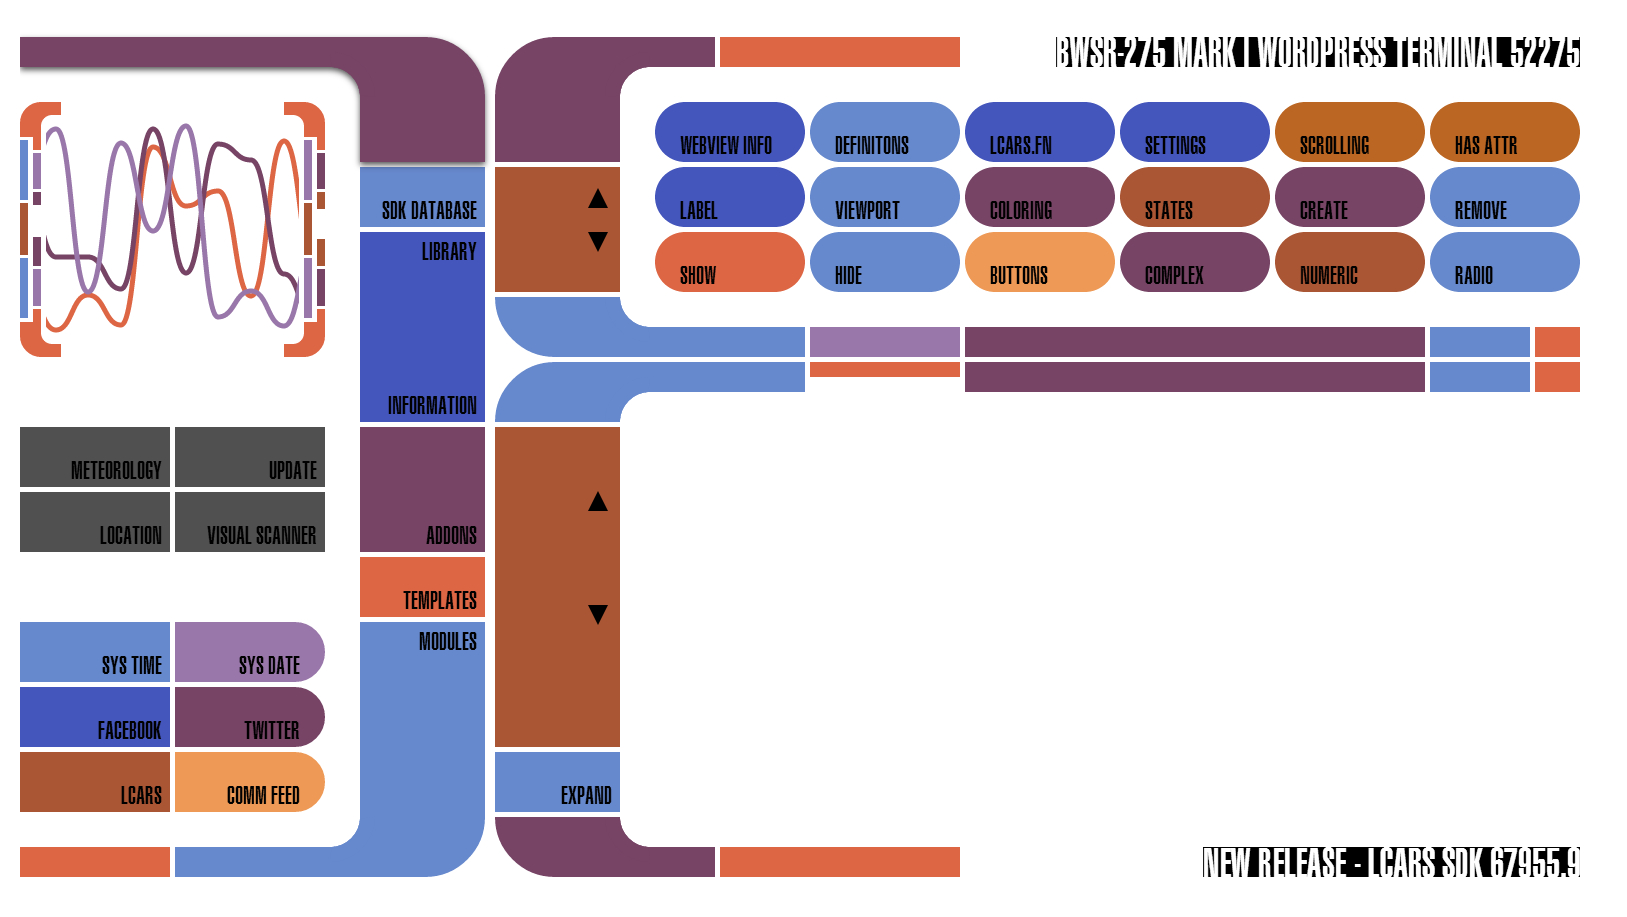 BWSR-275 MARK I WORDPRESS TERMINAL 52275
WEBVIEW INFO
DEFINITONS
LCARS.FN
SETTINGS
SCROLLING
HAS ATTR
LABEL
VIEWPORT
COLORING
STATES
CREATE
REMOVE
SHOW
HIDE
BUTTONS
COMPLEX
NUMERIC
RADIO
SDK DATABASE
LIBRARY
INFORMATION
ADDONS
TEMPLATES
MODULES
METEOROLOGY
UPDATE
LOCATION
VISUAL SCANNER
SYS TIME
SYS DATE
FACEBOOK
TWITTER
LCARS
COMM FEED
EXPAND
NEW RELEASE - LCARS SDK 67955.9